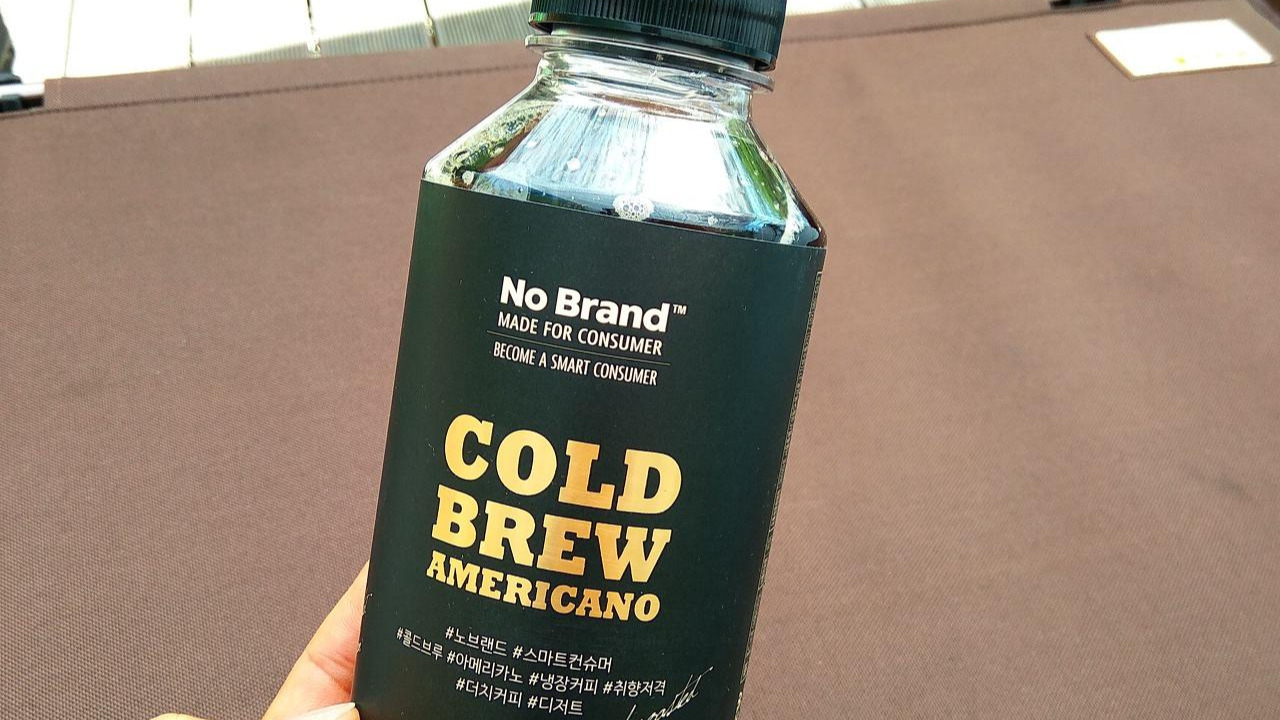 No Brand™
MADE FOR CONSUMER
BECOME A SMART CONSUMER
COLD
BREW
AMERICANO
#노브랜드 #스마트컨슈머
#콜드브루 #아메리카노 #냉장커피 #취향저격
#더치커피 #디저트